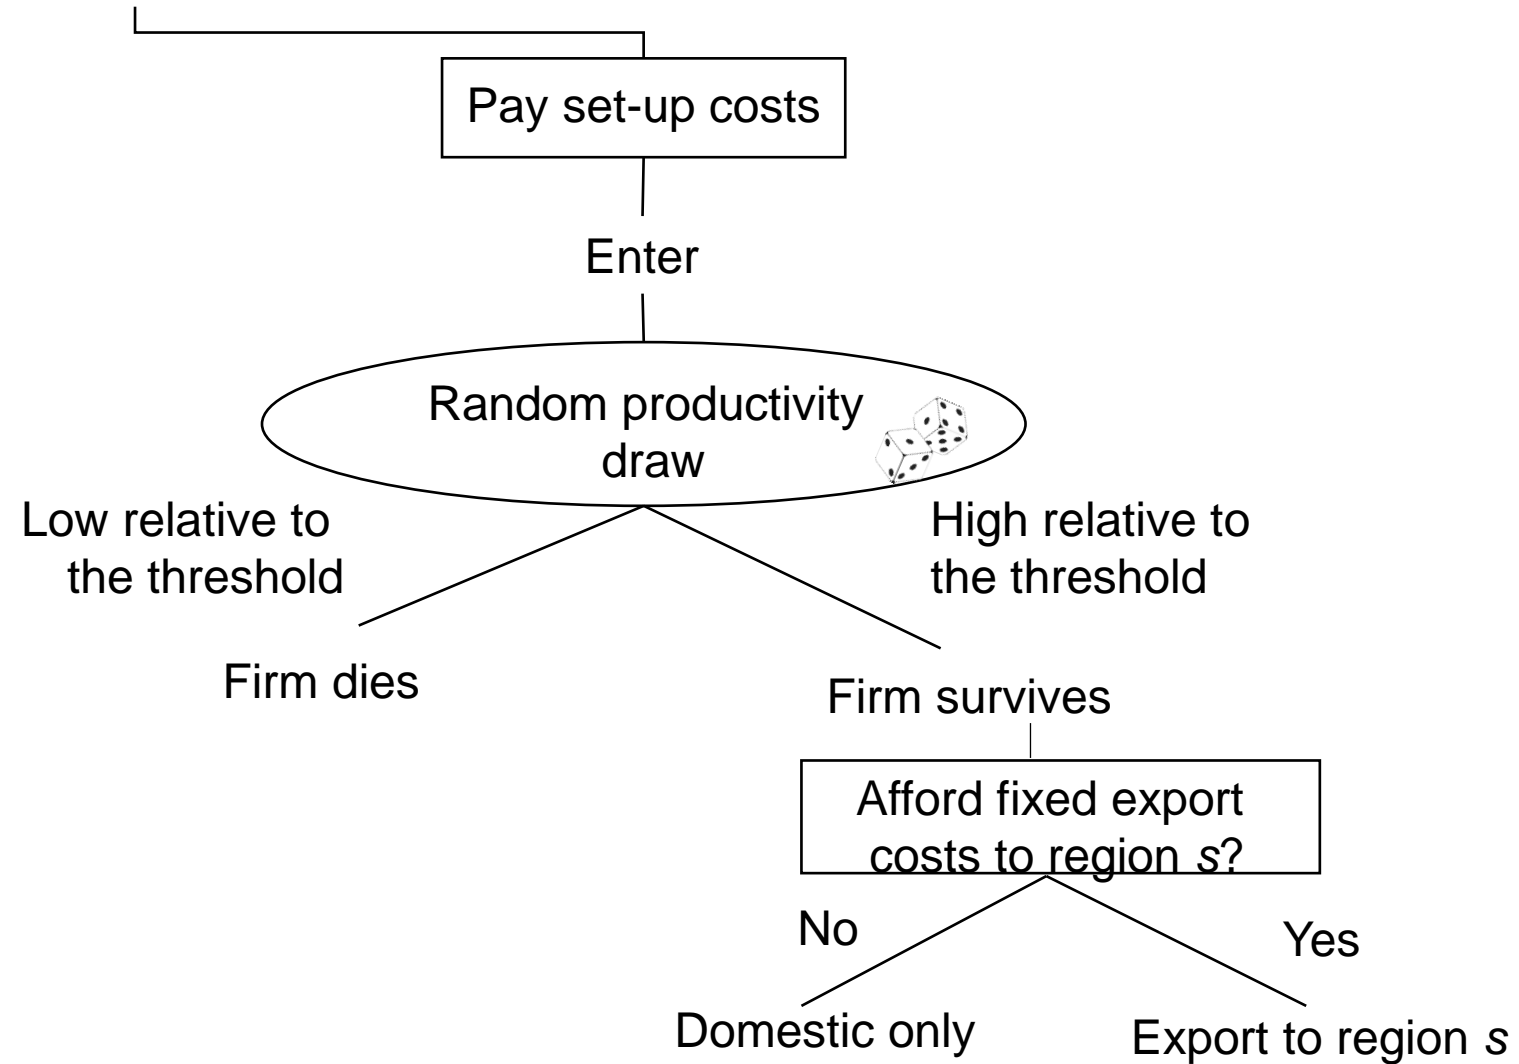 Pay set-up costs
Enter
Random productivity
draw
Low relative to
the threshold
High relative to
the threshold
Firm dies
Firm survives
Afford fixed export
costs to region s?
No
Yes
Domestic only
Export to region s